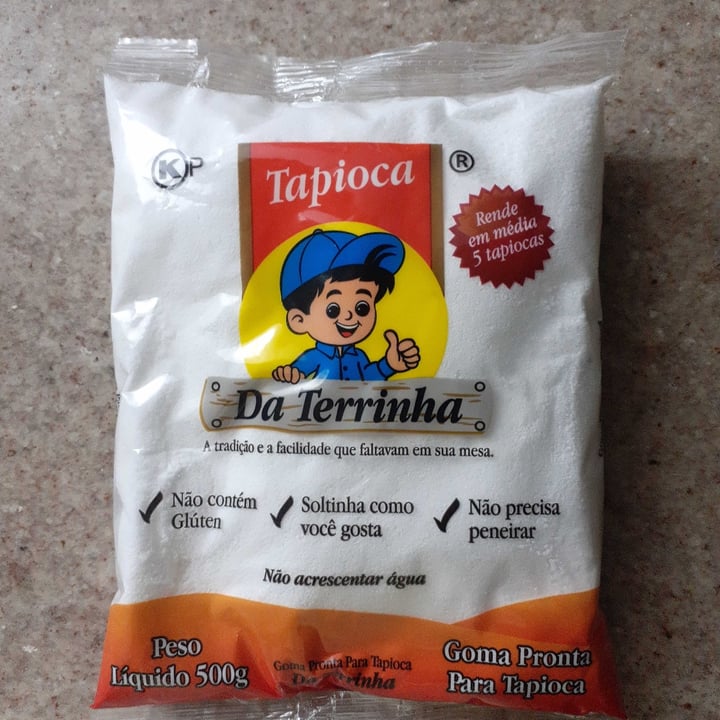 KP
Tapioca
®
Rende
em média
5 tapiocas
Da Terrinha
A tradição e a facilidade que faltavam em sua mesa.
Não contém
Glúten
Soltinha como
você gosta
Não precisa
peneirar
Não acrescentar água
Peso
Líquido 500g
Goma Pronta Para Tapioca
Da Terrinha
Goma Pronta
Para Tapioca